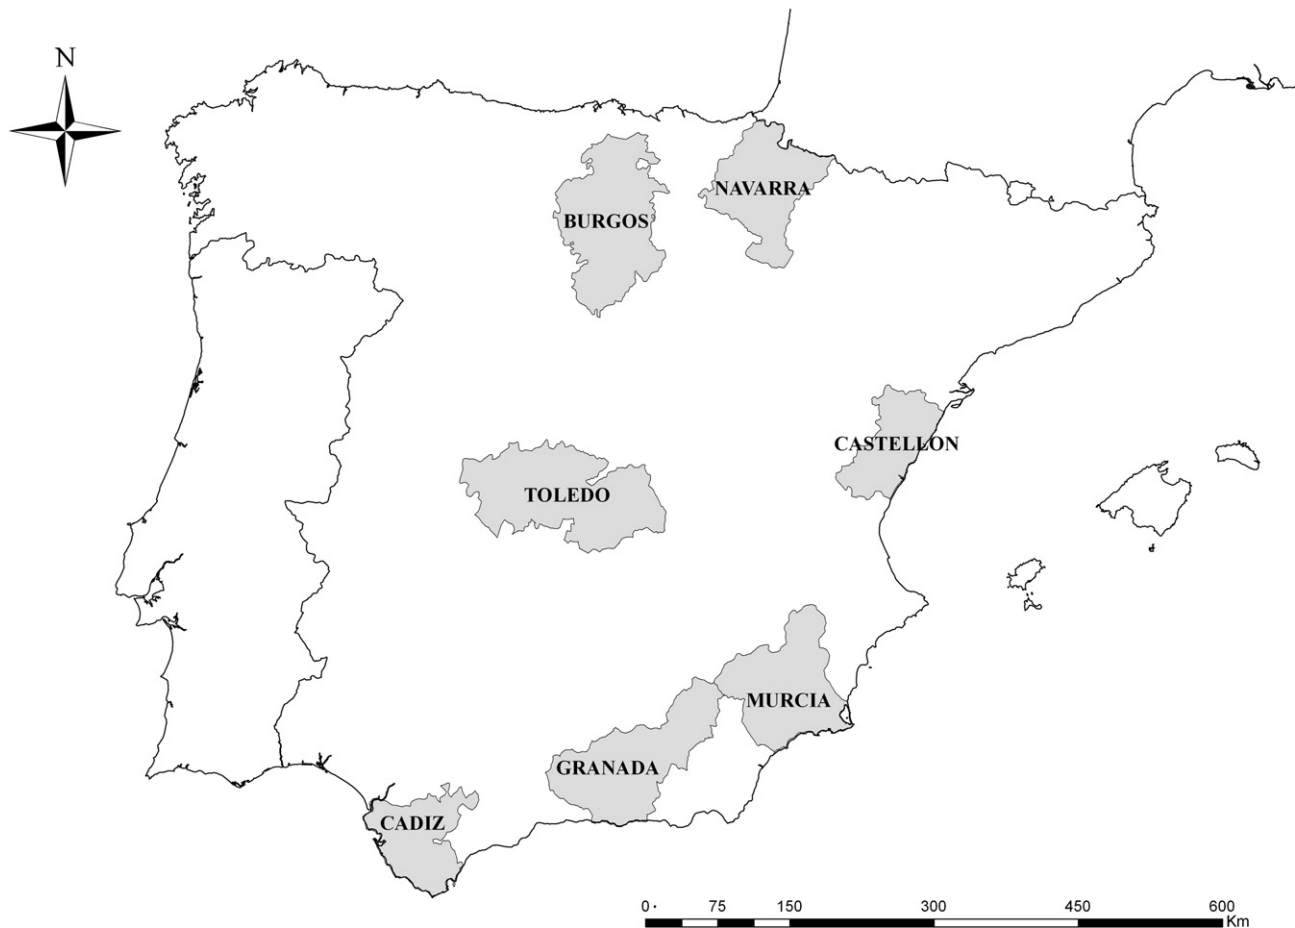 N
NAVARRA
BURGOS
CASTELLON
TOLEDO
MURCIA
GRANADA
CADIZ
0 75 150 300 450 600
Km